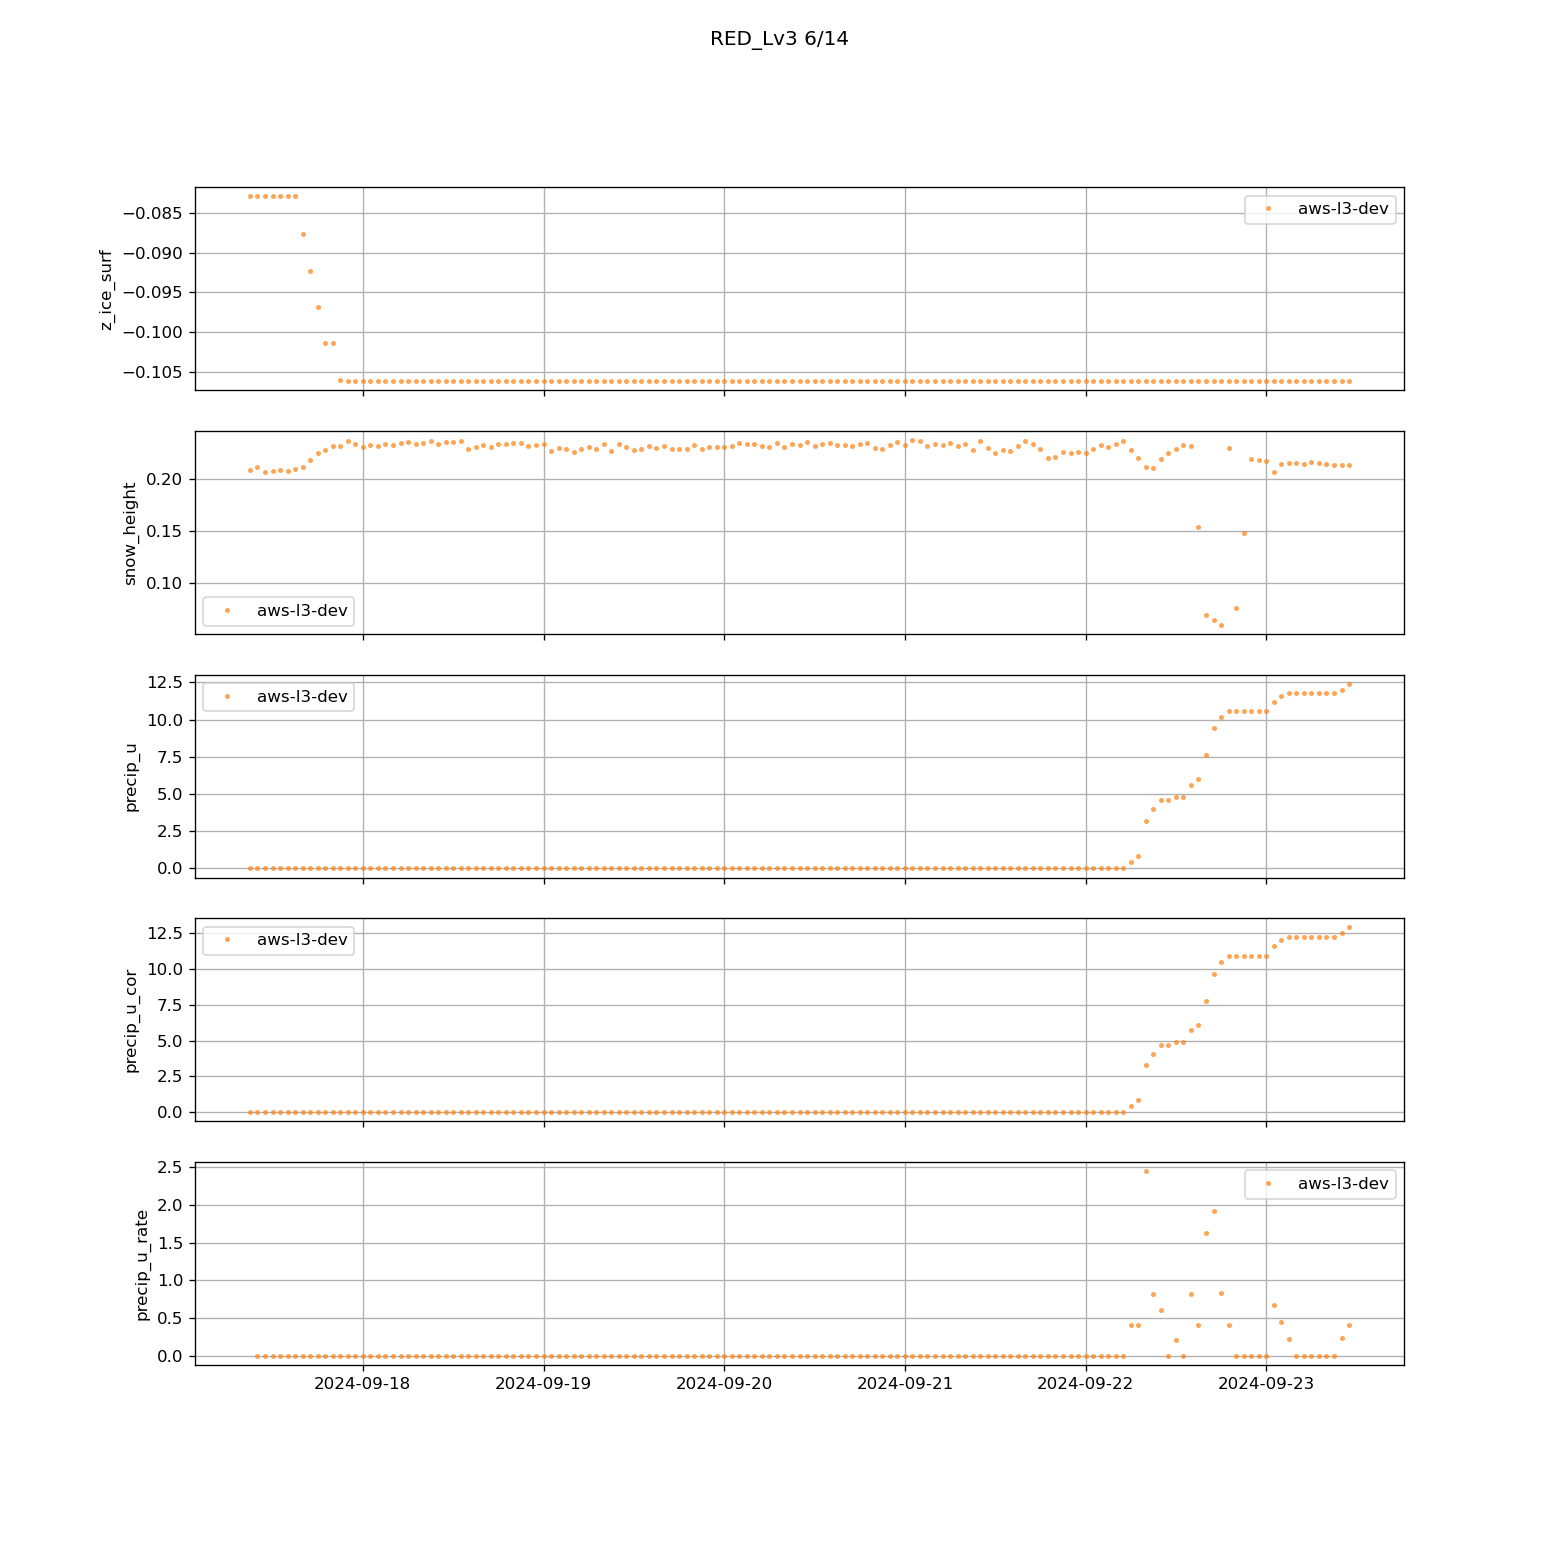 RED_Lv3 6/14
z_ice_surf
−0.085
−0.090
−0.095
−0.100
−0.105
aws-l3-dev
snow_height
0.20
0.15
0.10
aws-l3-dev
precip_u
12.5
10.0
7.5
5.0
2.5
0.0
aws-l3-dev
precip_u_cor
12.5
10.0
7.5
5.0
2.5
0.0
aws-l3-dev
precip_u_rate
2.5
2.0
1.5
1.0
0.5
0.0
aws-l3-dev
2024-09-18
2024-09-19
2024-09-20
2024-09-21
2024-09-22
2024-09-23